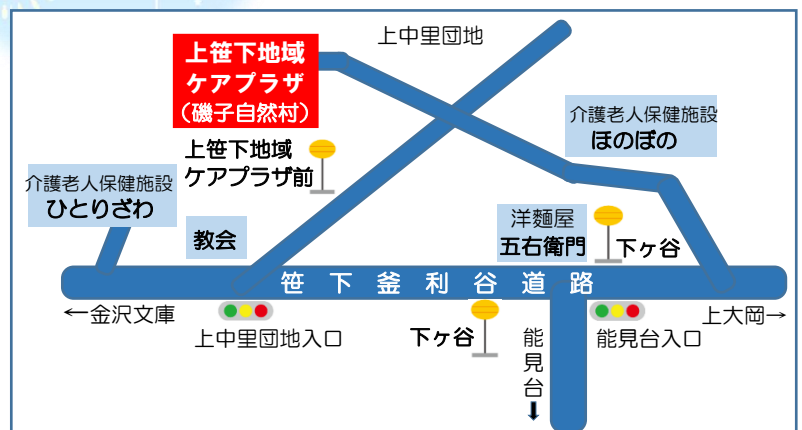 上中里団地
上笹下地域
ケアプラザ
（磯子自然村）
介護老人保健施設
ほのぼの
上笹下地域
ケアプラザ前
介護老人保健施設
ひとりざわ
教会
洋麺屋
五右衛門
下ヶ谷
笹下釜利谷道路
←金沢文庫
上中里団地入口
下ヶ谷
能見台入口
上大岡→
能見台⬇